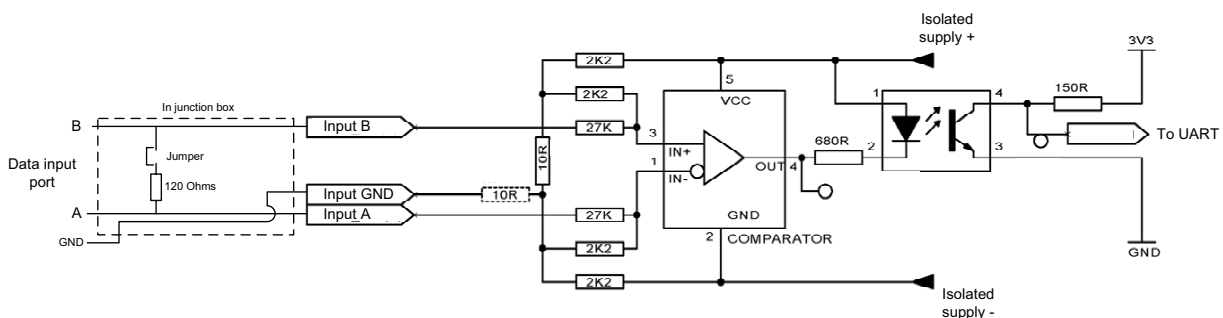 Isolated
supply +
3V3
2K2
5
1
4
150R
VCC
2K2
In junction box
B
Input B
27K
3
IN+
680R
2
To UART
Jumper
10R
1
OUT
4
3
Data input
port
120 Ohms
IN-
Input GND
10R
A
Input_A
27K
GND
GND
2
COMPARATOR
GND
2K2
2K2
Isolated
supply -